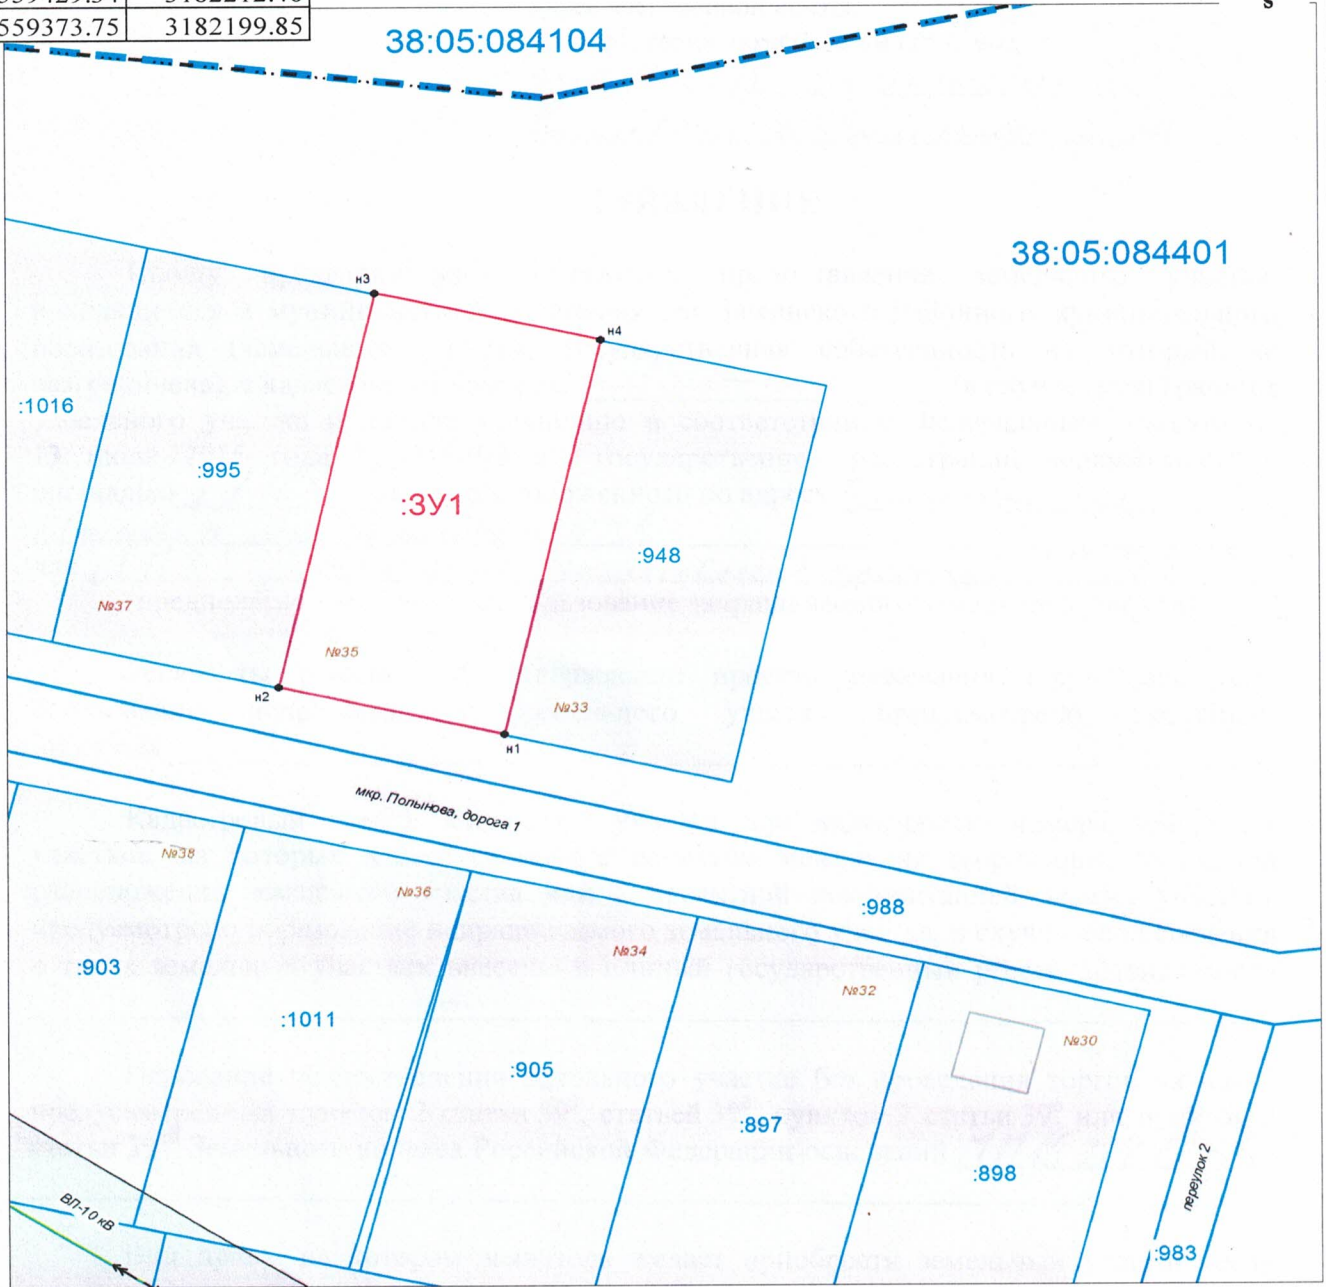 559373.75 3182199.85
38:05:084104
38:05:084401
н3
н4
:1016
:995
:ЗУ1
:948
№37
№35
№33
н2
н1
мкр. Полынова, дорога 1
№38
№36
:988
№34
:903
№32
:1011
№30
:905
:897
:898
переулок 2
ВЛ-10 кВ
:983